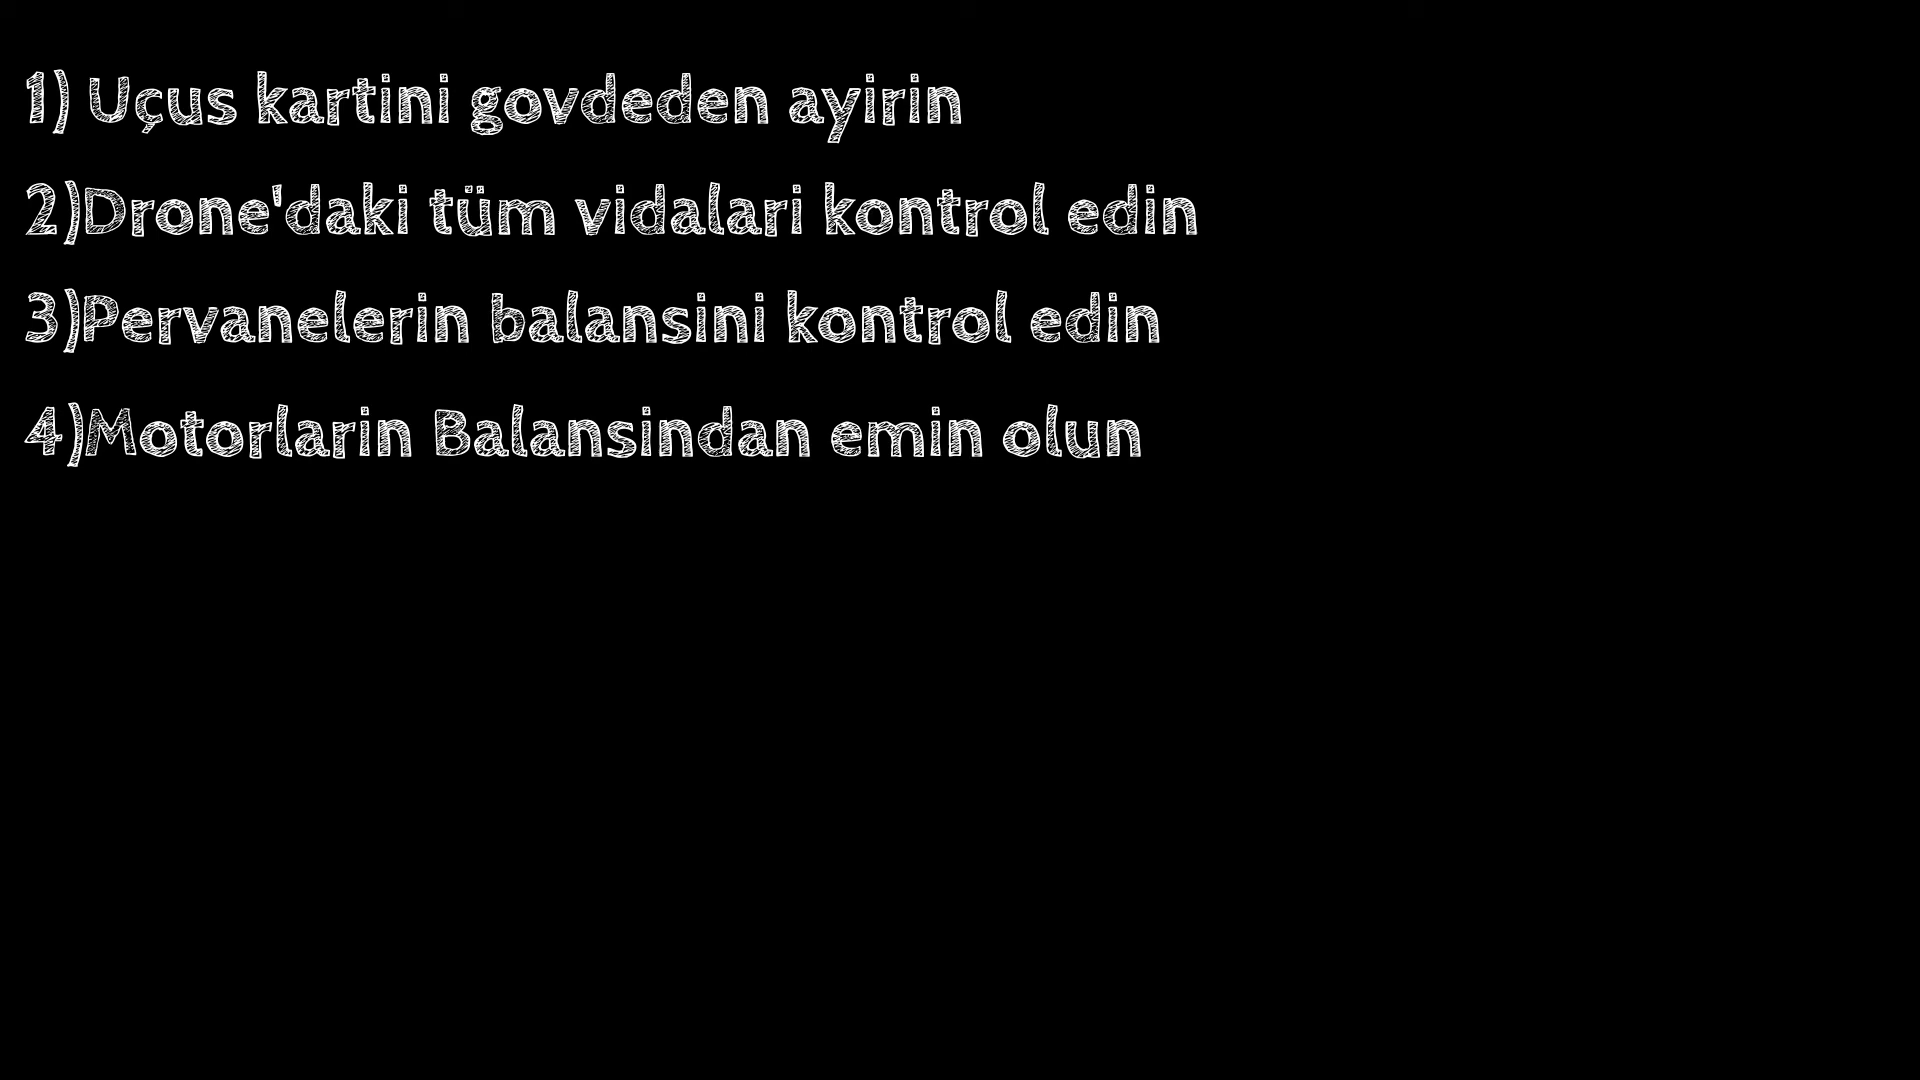 1) Uçus kartini govdeden ayirin
2)Drone'daki tüm vidalari kontrol edin
3)Pervanelerin balansini kontrol edin
4)Motorlarin Balansindan emin olun